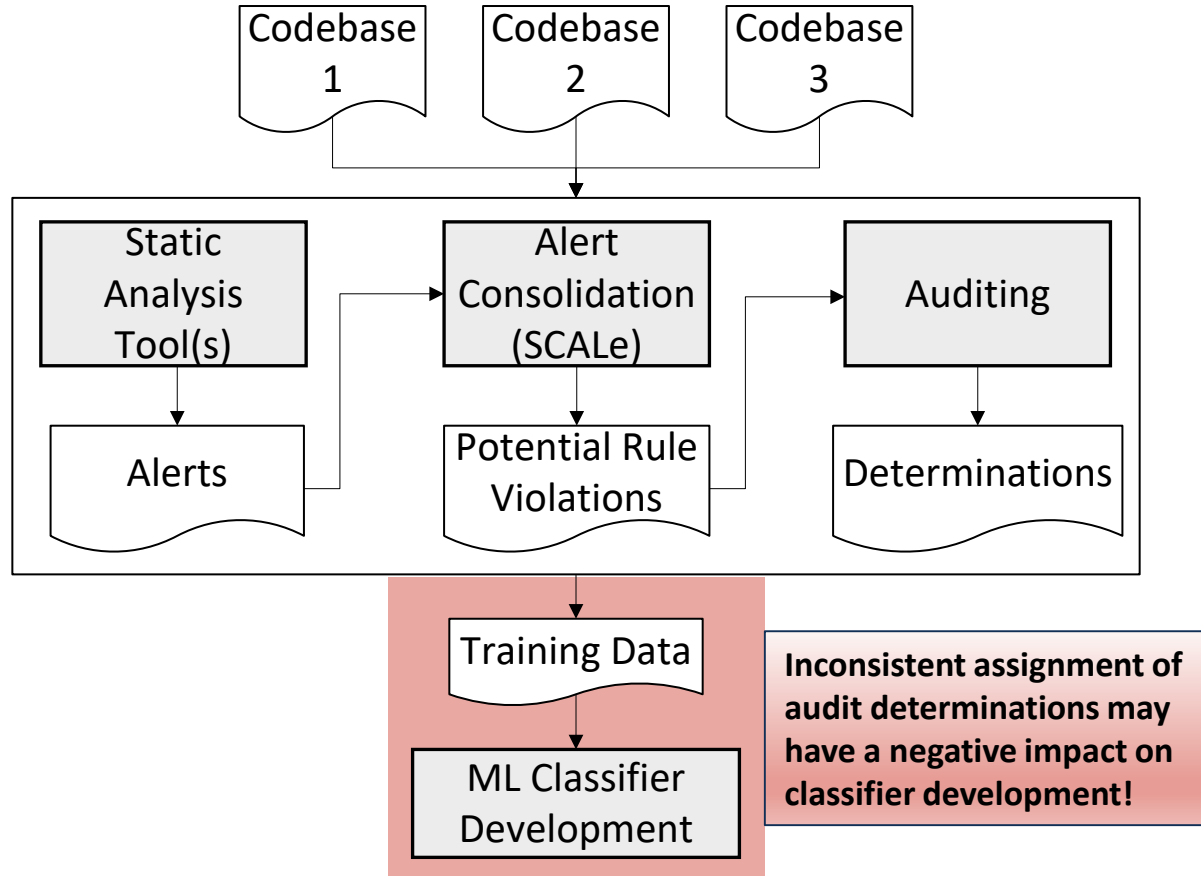 Codebase
1
Codebase
2
Codebase
3
Static
Analysis
Tool(s)
Alert
Consolidation
(SCALe)
Auditing
Alerts
Potential Rule
Violations
Determinations
Training Data
ML Classifier
Development
Inconsistent assignment of
audit determinations may
have a negative impact on
classifier development!